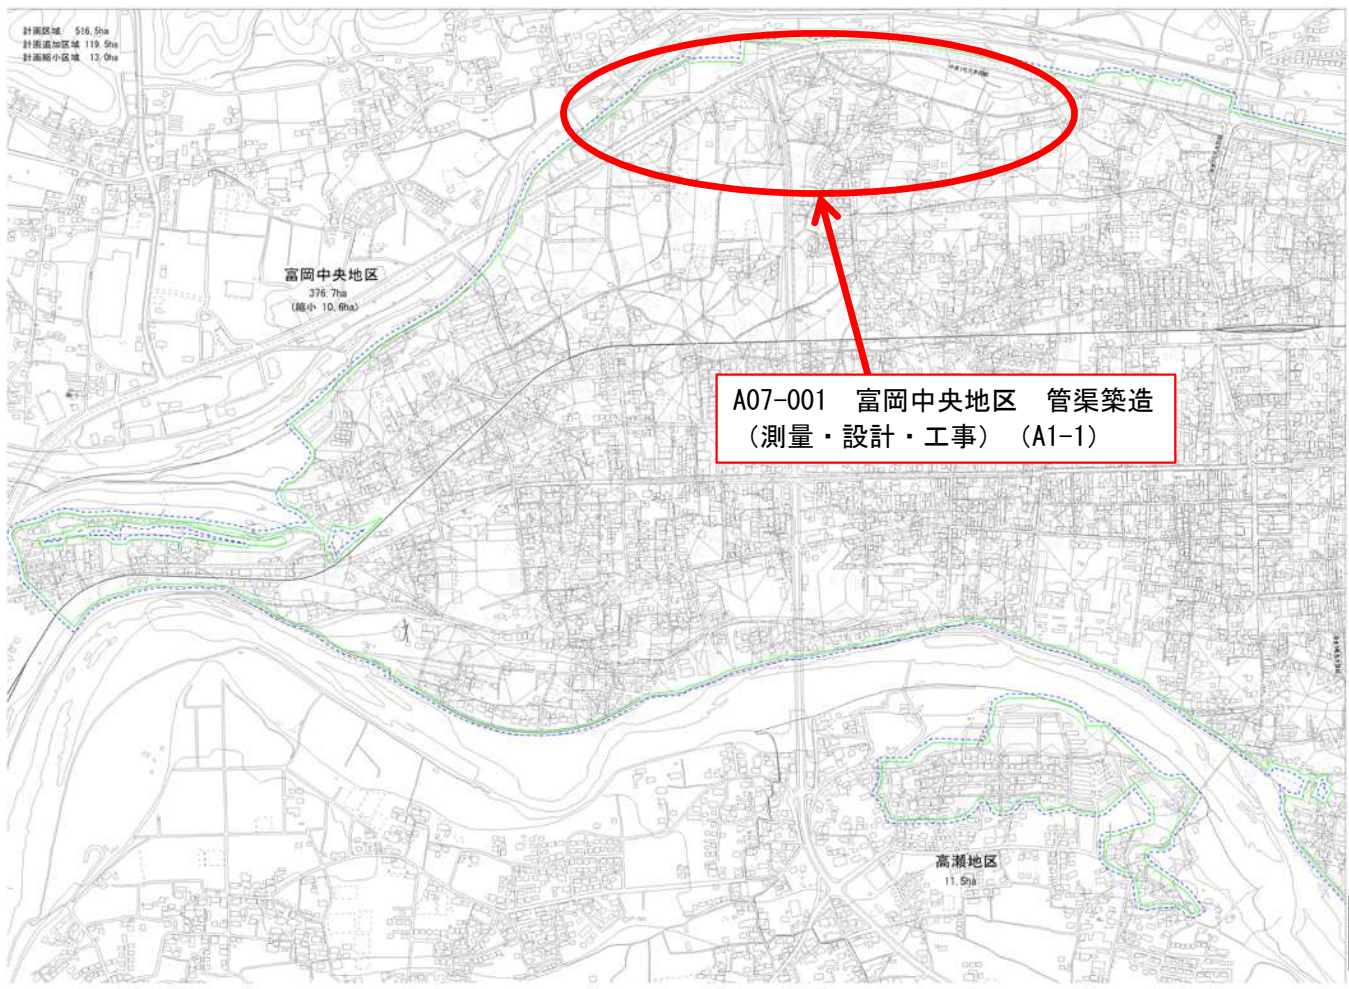 計画区域 516.5ha
計画追加区域 119.5ha
計画縮小区域 13.0ha
富岡中央地区
376.7ha
(縮小 10.6ha)
A07-001 富岡中央地区 管渠築造
（測量・設計・工事）（A1-1）
高瀬地区
11.5ha